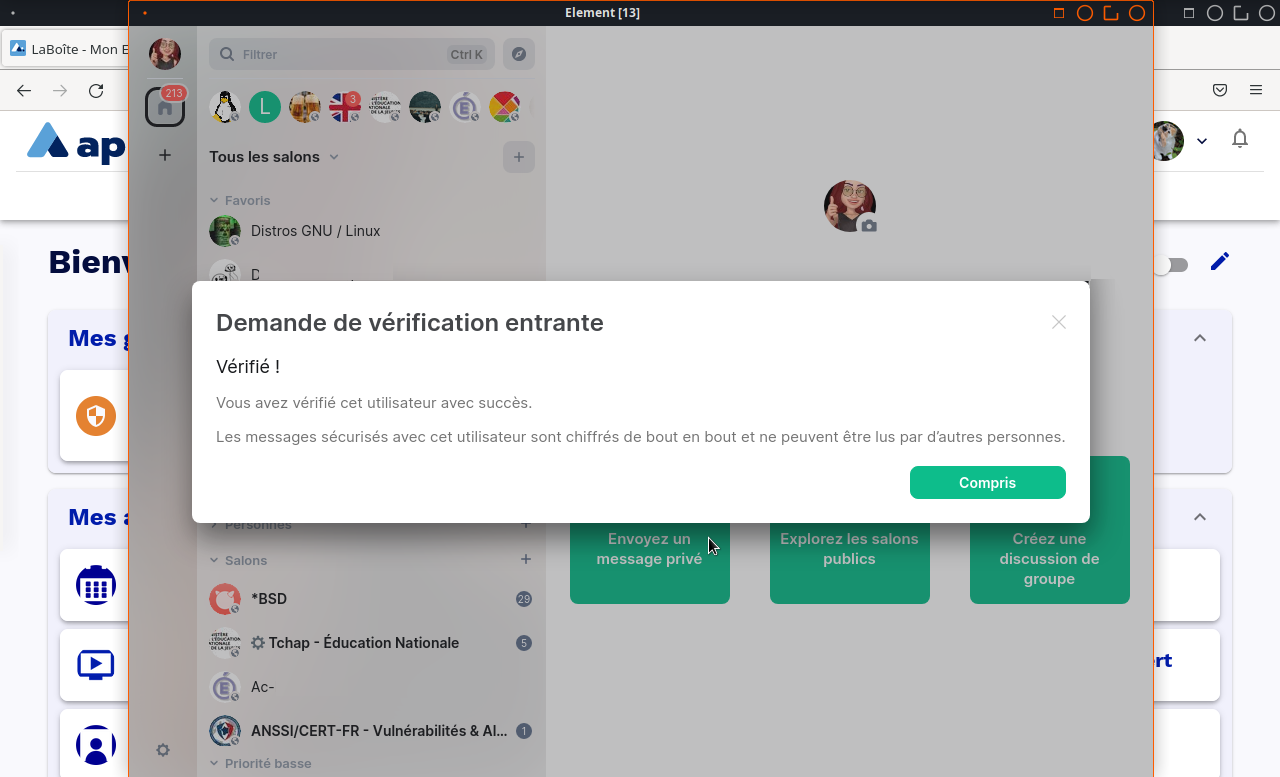 Element [13]
LaBoîte - Mon E
ap
Bienv
Mes g
Mes a
ert
213
Filtrer
Ctrl K
L
3
Tous les salons
Favoris
Distros GNU / Linux
D
Demande de vérification entrante
Vérifié !
Vous avez vérifié cet utilisateur avec succès.
Les messages sécurisés avec cet utilisateur sont chiffrés de bout en bout et ne peuvent être lus par d’autres personnes.
Compris
Personnes
Salons
*BSD
29
Tchap - Éducation Nationale
5
Ac-
ANSSI/CERT-FR - Vulnérabilités & Al...
1
Priorité basse
Envoyez un
message privé
Explorez les salons
publics
Créez une
discussion de
groupe